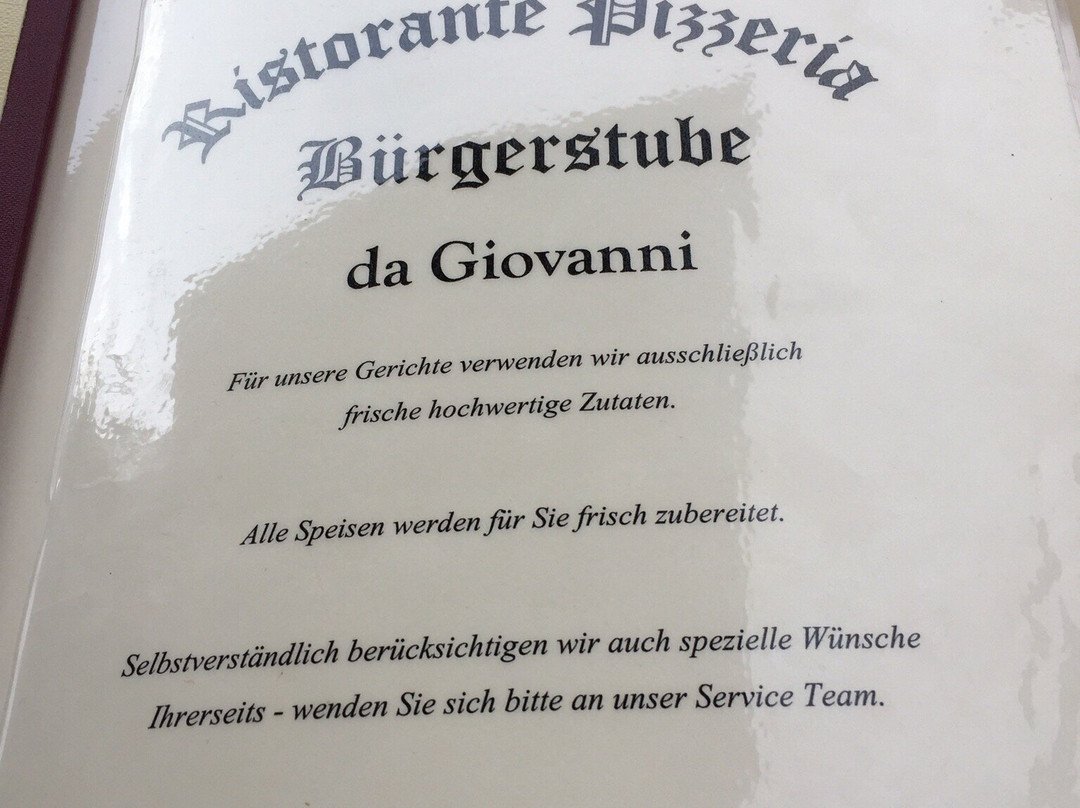 Ristorante Pizzeria
Bürgerstube
da Giovanni
Für unsere Gerichte verwenden wir ausschließlich
frische hochwertige Zutaten.
Alle Speisen werden für Sie frisch zubereitet.
Selbstverständlich berücksichtigen wir auch spezielle Wünsche
Ihrerseits - wenden Sie sich bitte an unser Service Team.